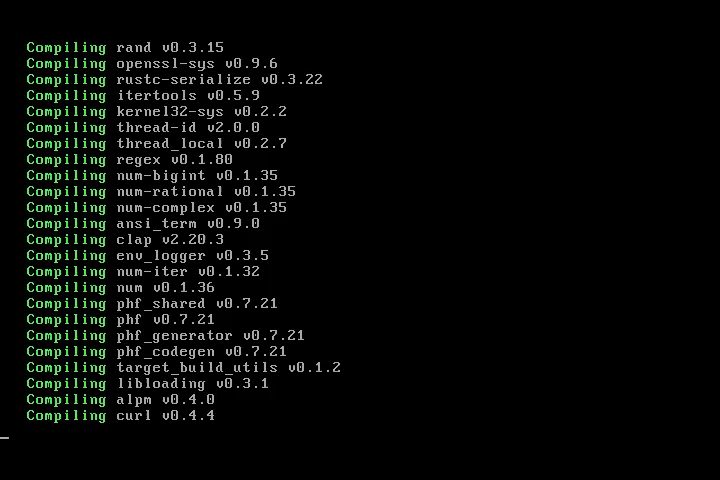 Compiling rand v0.3.15
Compiling openssl-sys v0.9.6
Compiling rustc-serialize v0.3.22
Compiling itertools v0.5.9
Compiling kernel32-sys v0.2.2
Compiling thread-id v2.0.0
Compiling thread_local v0.2.7
Compiling regex v0.1.80
Compiling num-bigint v0.1.35
Compiling num-rational v0.1.35
Compiling num-complex v0.1.35
Compiling ansi_term v0.9.0
Compiling clap v2.20.3
Compiling env_logger v0.3.5
Compiling num-iter v0.1.32
Compiling num v0.1.36
Compiling phf_shared v0.7.21
Compiling phf v0.7.21
Compiling phf_generator v0.7.21
Compiling phf_codegen v0.7.21
Compiling target_build_utils v0.1.2
Compiling libloading v0.3.1
Compiling alpm v0.4.0
Compiling curl v0.4.4